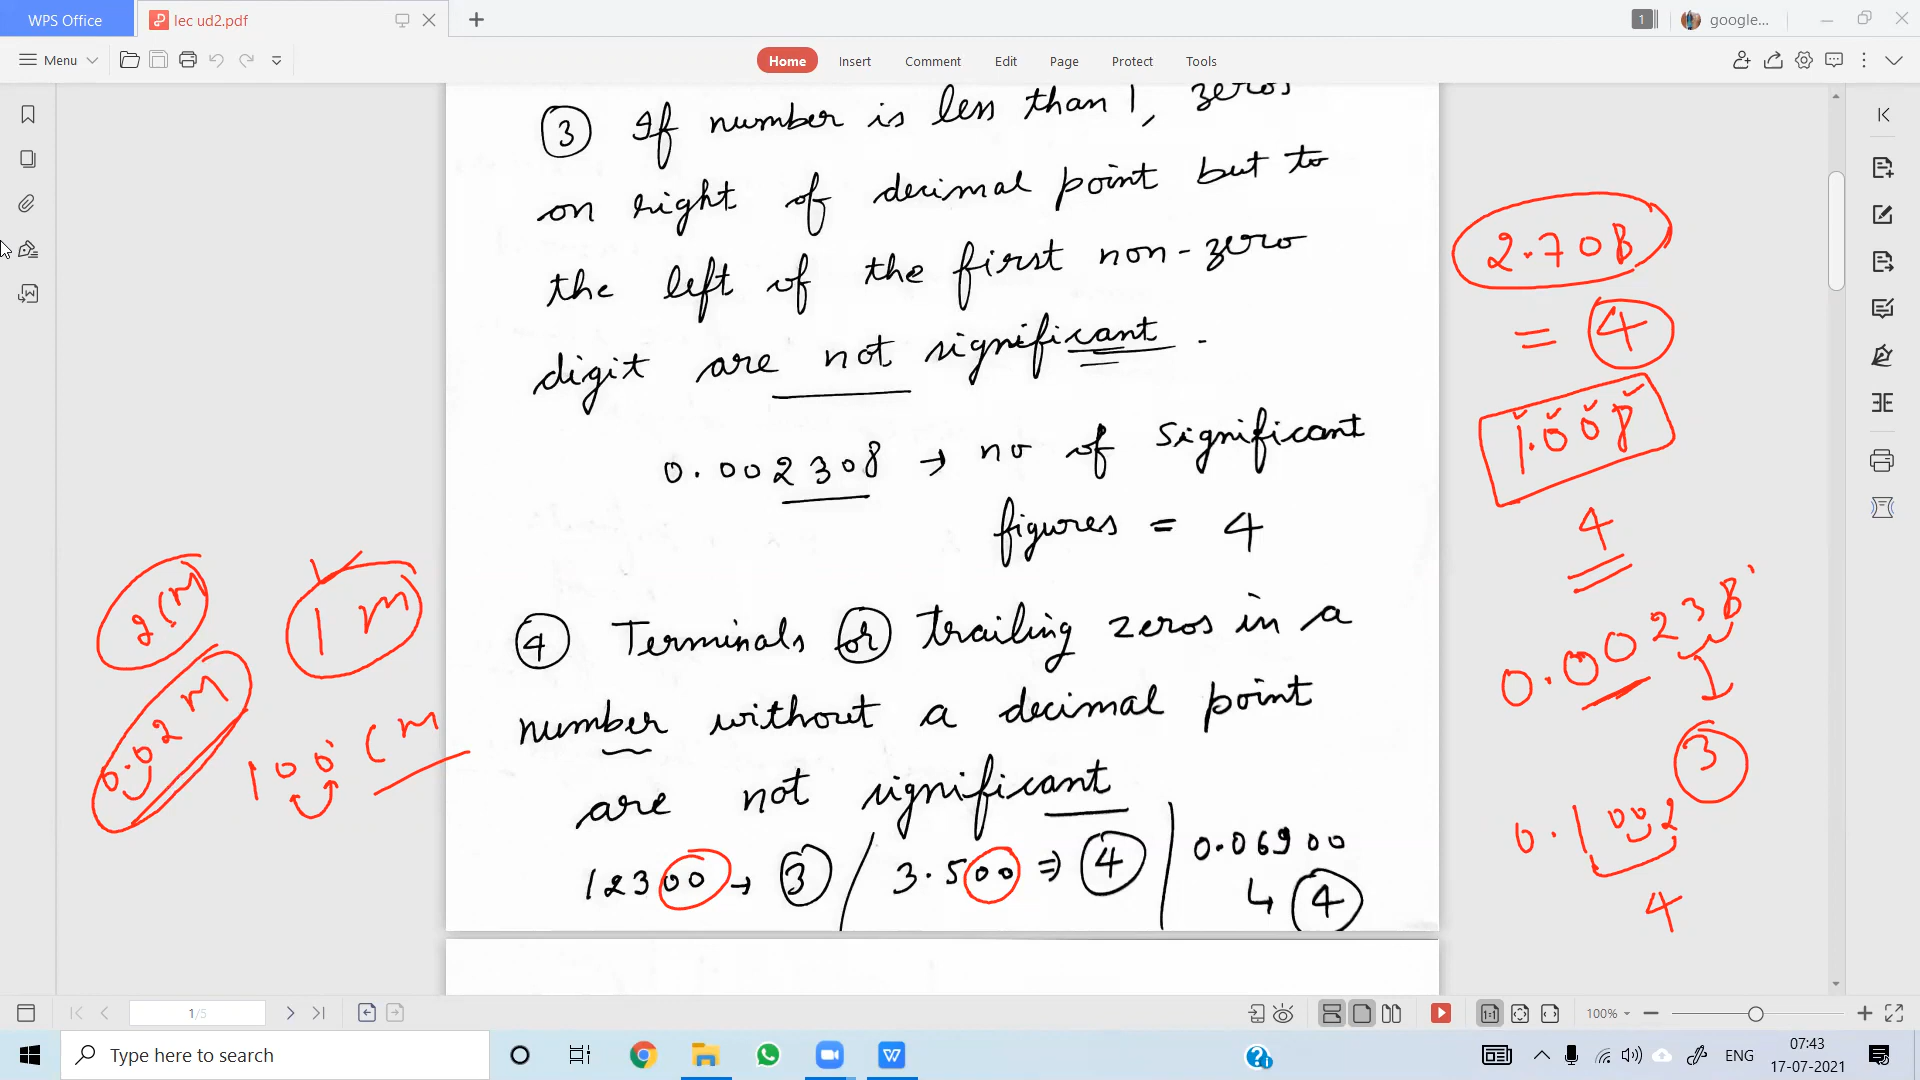 WPS Office
lec ud2.pdf
1
google...
Menu
Home
Insert
Comment
Edit
Page
Protect
Tools
③ If number is less than 1, zeros
on right of decimal point but to
the left of the first non-zero
digit are not significant.
0.002308 → no of significant
figures = 4
④ Terminals or trailing zeros in a
number without a decimal point
are not significant
12300 → ③ / 3.500 ⇒ ④ | 0.06900
↳ ④
2 cm
1 m
0.02 m
100 cm
2.708
= ④
1.008
4
0.00238
③
0.1002
4
1/5
100%
Type here to search
ENG
07:43
17-07-2021